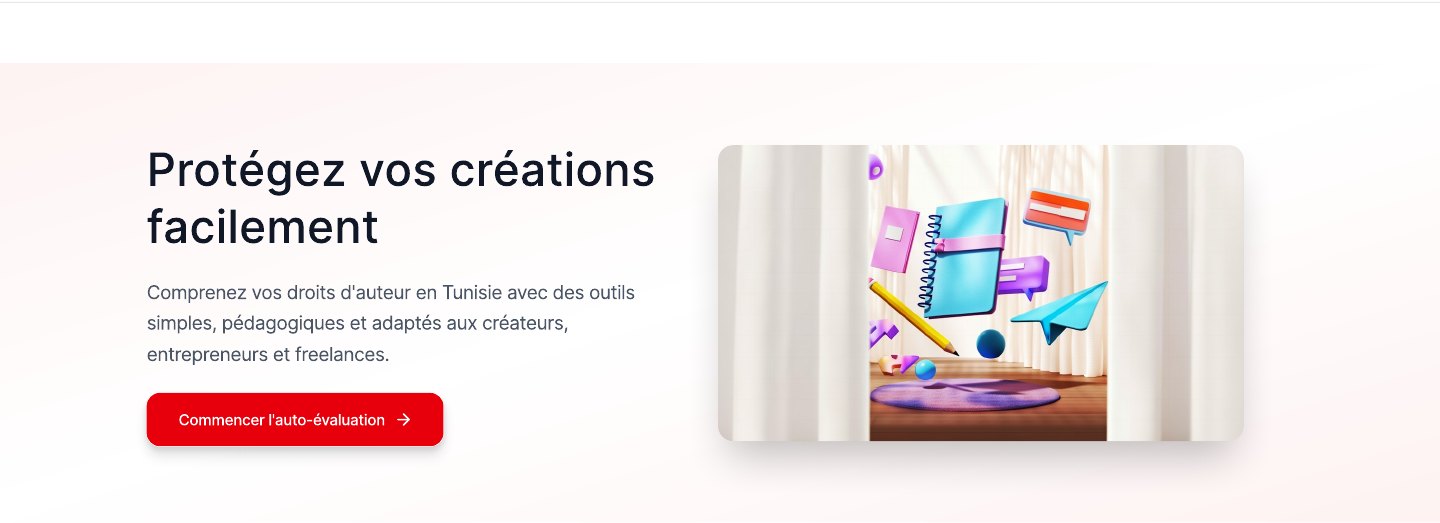 Protégez vos créations
facilement
Comprenez vos droits d'auteur en Tunisie avec des outils
simples, pédagogiques et adaptés aux créateurs,
entrepreneurs et freelances.
Commencer l'auto-évaluation →